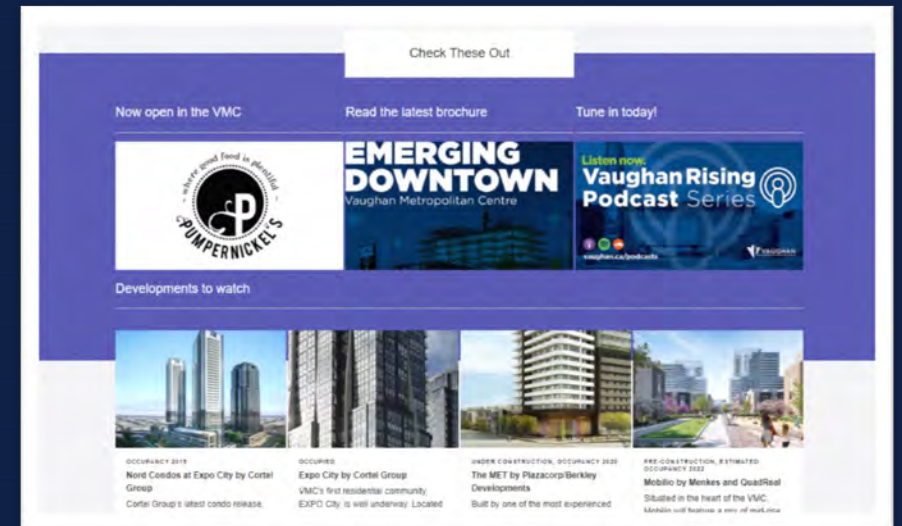 Check These Out
Now open in the VMC
Read the latest brochure
Tune in today!
where good food is plentiful
P
PUMPERNICKEL'S
EMERGING
DOWNTOWN
Vaughan Metropolitan Centre
Listen now.
Vaughan Rising
Podcast Series
vaughan.ca/podcasts
VAUGHAN
Developments to watch
OCCUPANCY 2019
Nord Condos at Expo City by Cortel
Group
Cortel Group's latest condo release,
OCCUPIED
Expo City by Cortel Group
VMC's first residential community,
EXPO City, is well underway. Located
UNDER CONSTRUCTION, OCCUPANCY 2020
The MET by Plazacorp/Berkley
Developments
Built by one of the most experienced
PRE-CONSTRUCTION, ESTIMATED
OCCUPANCY 2022
Mobilio by Menkes and QuadReal
Situated in the heart of the VMC,
Mobilio will feature a mix of